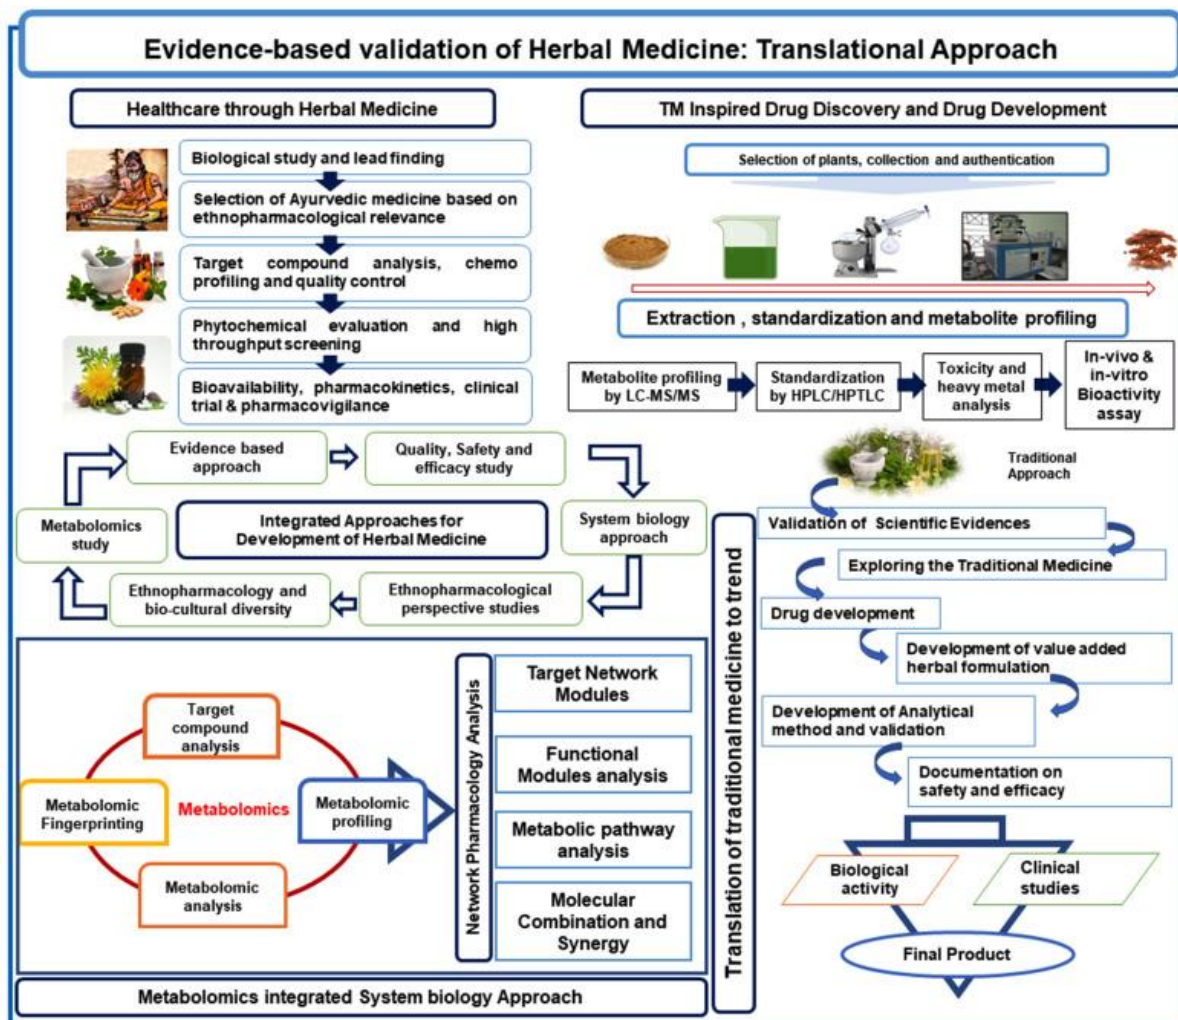 Evidence-based validation of Herbal Medicine: Translational Approach
Healthcare through Herbal Medicine
Biological study and lead finding
Selection of Ayurvedic medicine based on
ethnopharmacological relevance
Target compound analysis, chemo
profiling and quality control
Phytochemical evaluation and high
throughput screening
Bioavailability, pharmacokinetics, clinical
trial & pharmacovigilance
TM Inspired Drug Discovery and Drug Development
Selection of plants, collection and authentication
Extraction , standardization and metabolite profiling
Metabolite profiling
by LC-MS/MS
Standardization
by HPLC/HPTLC
Toxicity and
heavy metal
analysis
In-vivo &
in-vitro
Bioactivity
assay
Evidence based
approach
Quality, Safety and
efficacy study
Metabolomics
study
Integrated Approaches for
Development of Herbal Medicine
System biology
approach
Ethnopharmacology and
bio-cultural diversity
Ethnopharmacological
perspective studies
Target
compound
analysis
Metabolomic
Fingerprinting
Metabolomics
Metabolomic
profiling
Metabolomic
analysis
Network Pharmacology Analysis
Target Network
Modules
Functional
Modules analysis
Metabolic pathway
analysis
Molecular
Combination and
Synergy
Metabolomics integrated System biology Approach
Translation of traditional medicine to trend
Traditional
Approach
Validation of Scientific Evidences
Exploring the Traditional Medicine
Drug development
Development of value added
herbal formulation
Development of Analytical
method and validation
Documentation on
safety and efficacy
Biological
activity
Clinical
studies
Final Product